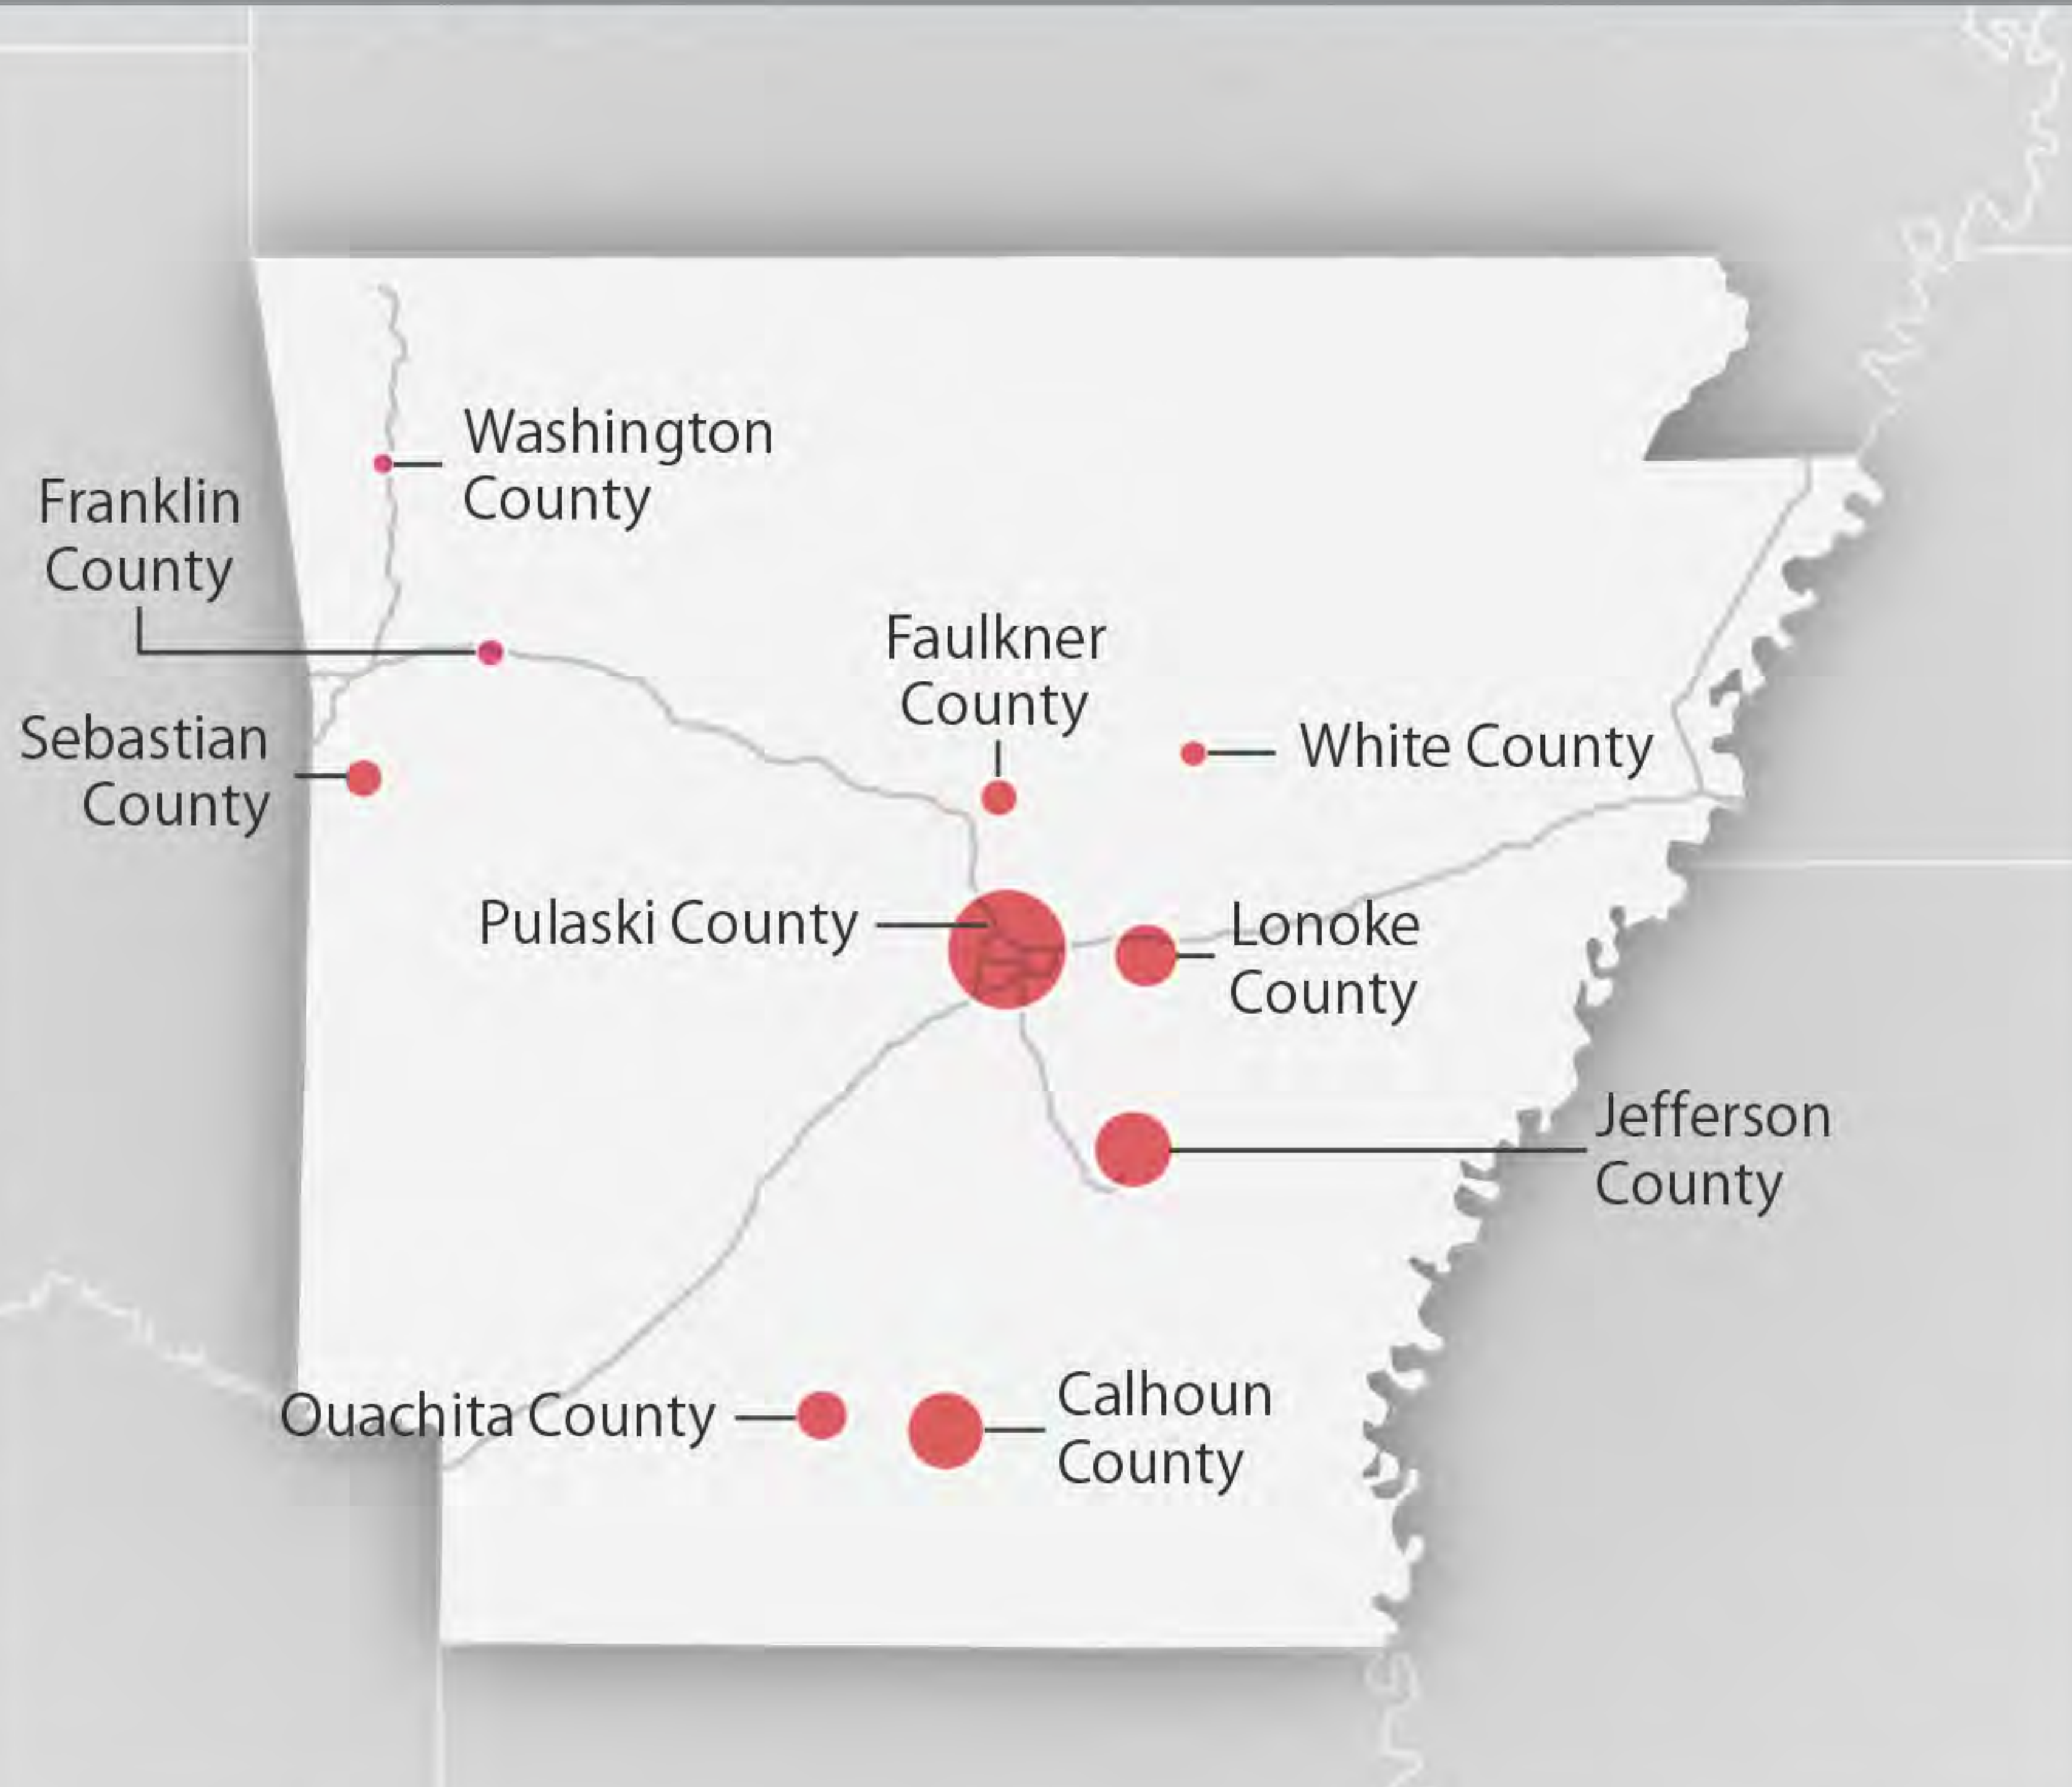 Washington
County
Franklin
County
Faulkner
County
Sebastian
County
White County
Pulaski County
Lonoke
County
Jefferson
County
Ouachita County
Calhoun
County